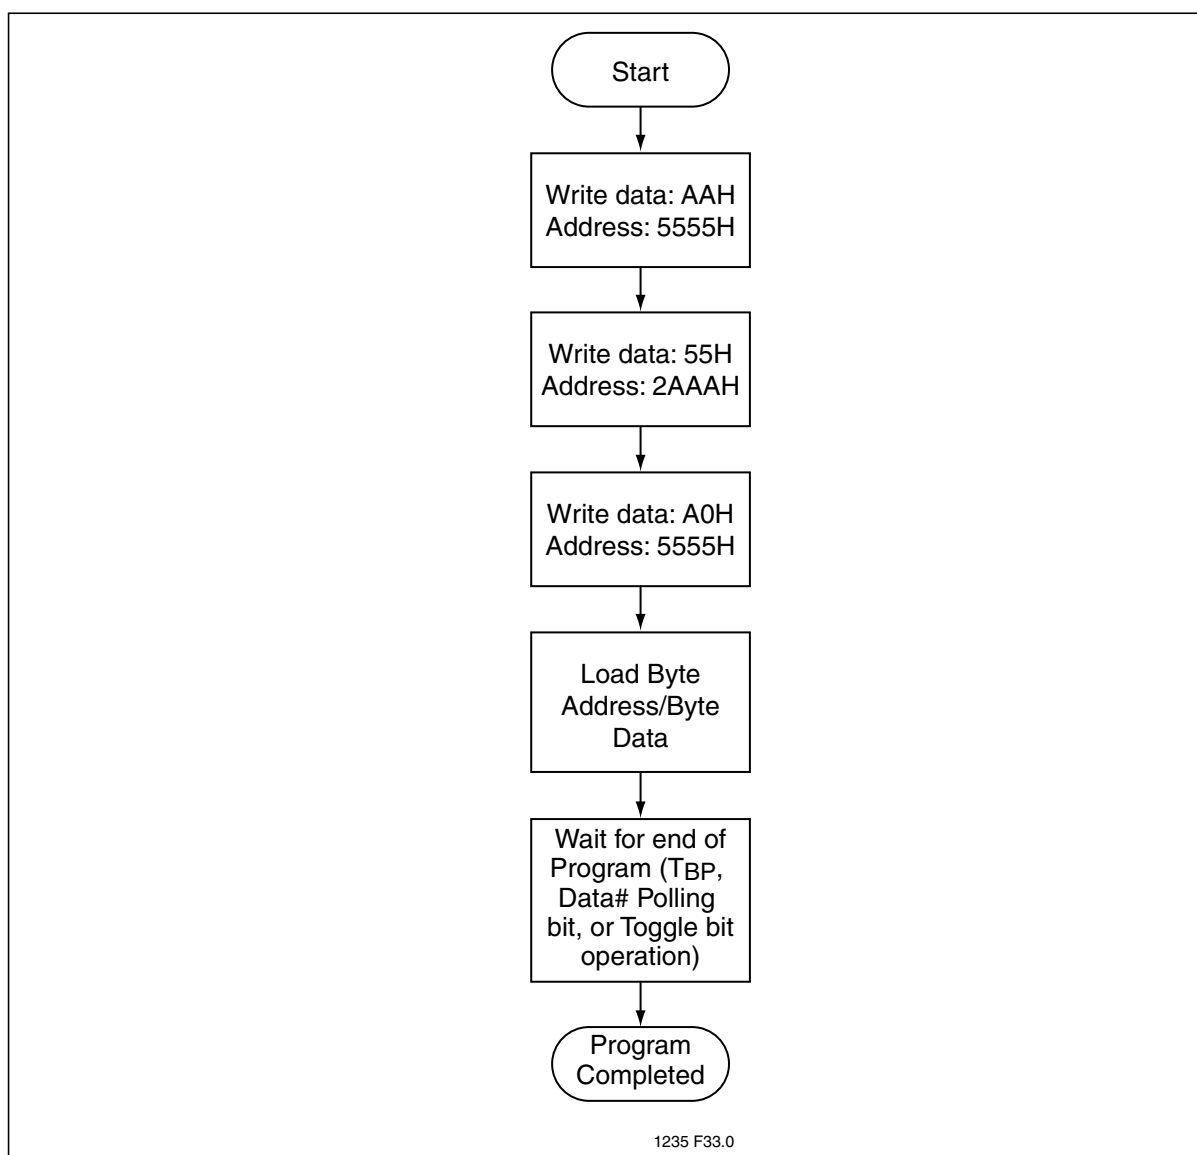 Start
Write data: AAH
Address: 5555H
Write data: 55H
Address: 2AAAH
Write data: A0H
Address: 5555H
Load Byte
Address/Byte
Data
Wait for end of
Program (TBP,
Data# Polling
bit, or Toggle bit
operation)
Program
Completed
1235 F33.0